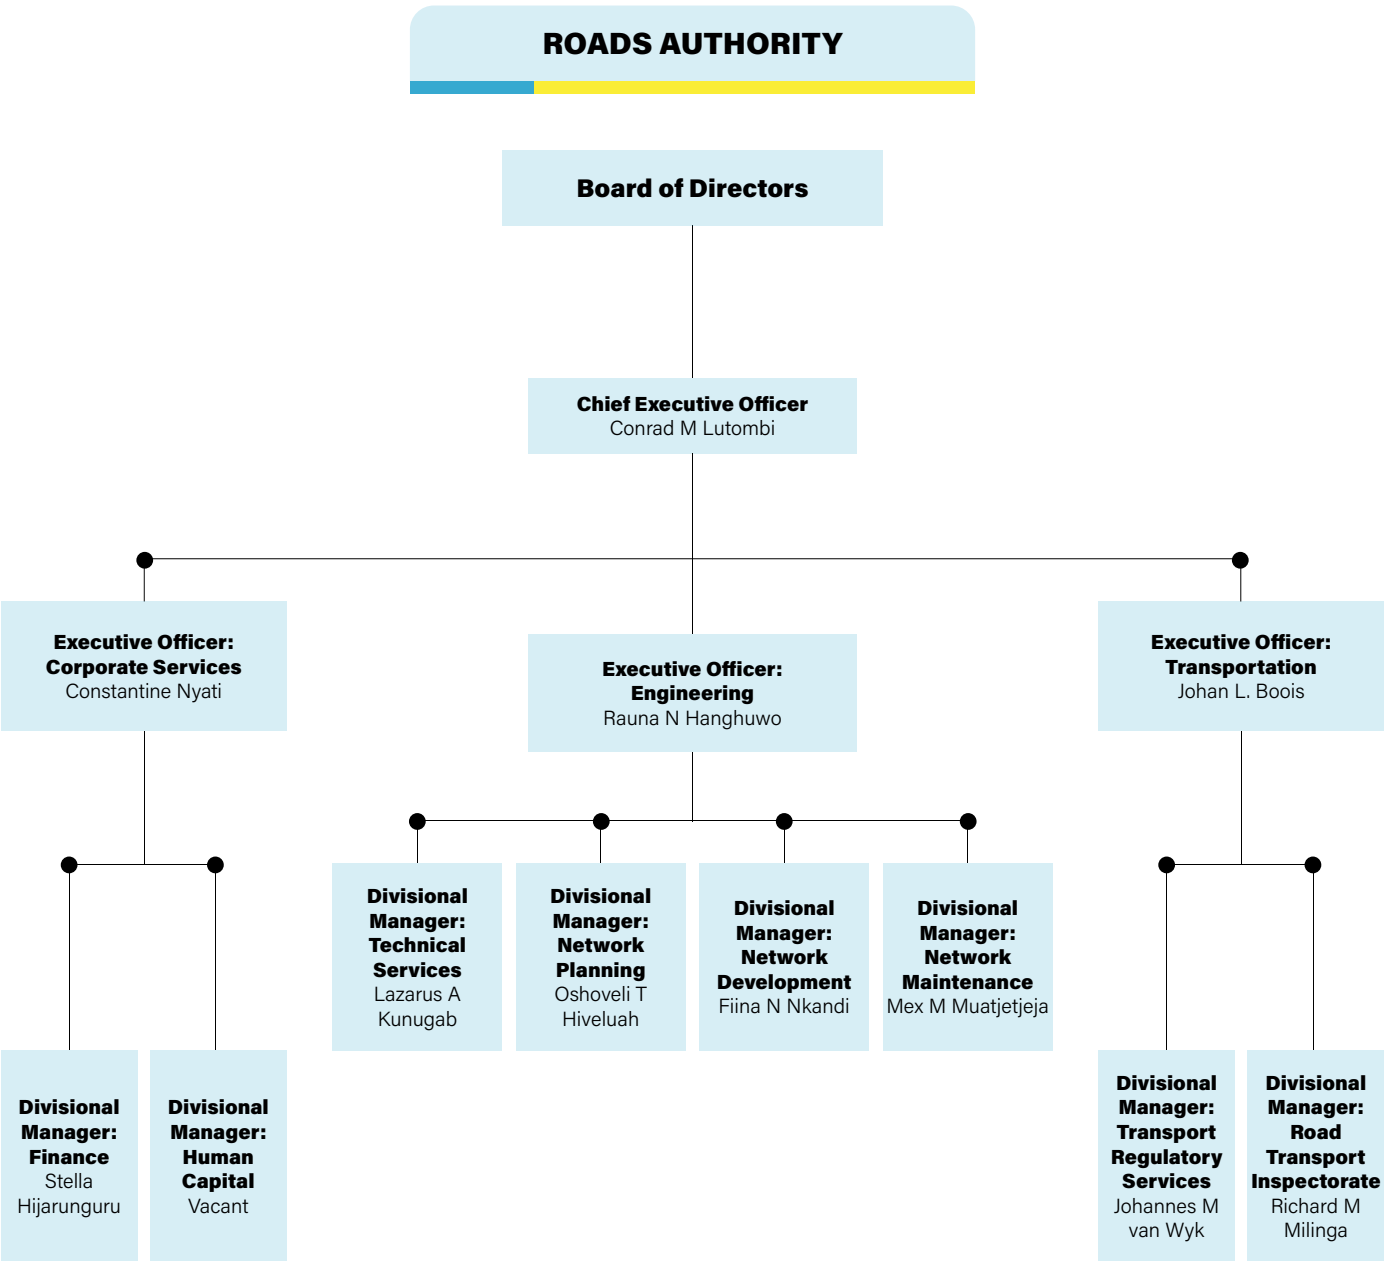 ROADS AUTHORITY
Board of Directors
Chief Executive Officer
Conrad M Lutombi
Executive Officer:
Corporate Services
Constantine Nyati
Executive Officer:
Engineering
Rauna N Hanghuwo
Executive Officer:
Transportation
Johan L. Boois
Divisional
Manager:
Technical
Services
Lazarus A
Kunugab
Divisional
Manager:
Network
Planning
Oshoveli T
Hiveluah
Divisional
Manager:
Network
Development
Fiina N Nkandi
Divisional
Manager:
Network
Maintenance
Mex M Muatjetjeja
Divisional
Manager:
Finance
Stella
Hijarunguru
Divisional
Manager:
Human
Capital
Vacant
Divisional
Manager:
Transport
Regulatory
Services
Johannes M
van Wyk
Divisional
Manager:
Road
Transport
Inspectorate
Richard M
Milinga